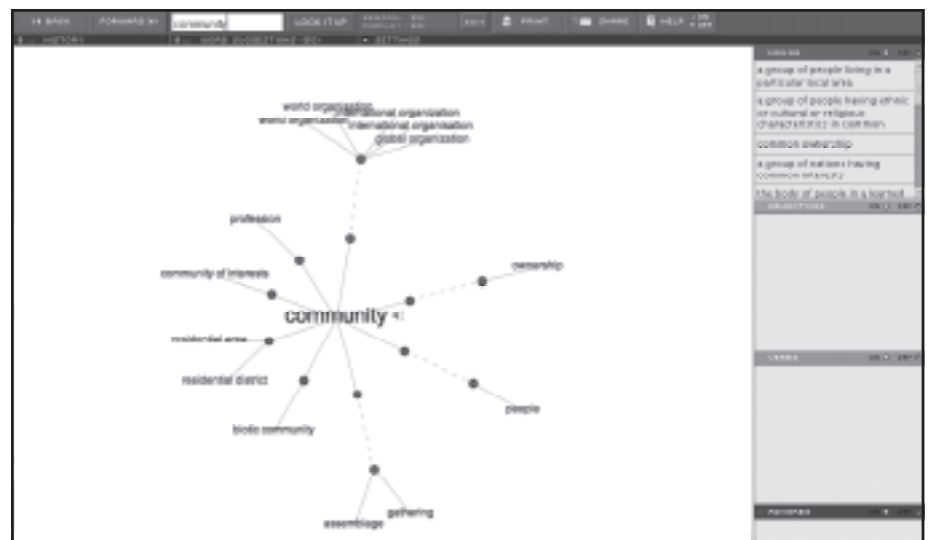 BACK FORWARD community LOOK IT UP EDIT PRINT SHARE HELP
HISTORY WORD SUGGESTIONS SETTINGS
world organization
international organization
world organization
international organisation
global organization
profession
community of interests
ownership
community
residential area
residential district
people
biotic community
gathering
assemblage
NOUNS
a group of people living in a
particular local area
a group of people having ethnic
or cultural or religious
characteristics in common
common ownership
a group of nations having
common interests
the body of people in a learned
ADJECTIVES
VERBS